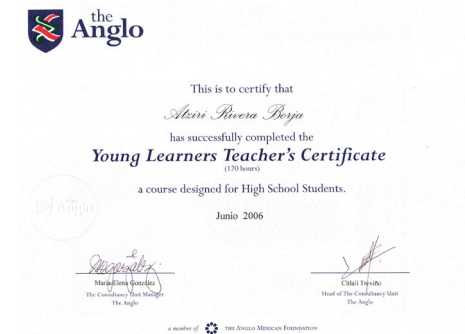 the
Anglo
This is to certify that
Atziri Rivera Borja
has successfully completed the
Young Learners Teacher's Certificate
(120 hours)
a course designed for High School Students.
the
Anglo
Junio 2006
María-Elena González
The Consultancy Unit Manager
The Anglo
Citlali Treviño
Head of The Consultancy Unit
The Anglo
a member of THE ANGLO MEXICAN FOUNDATION